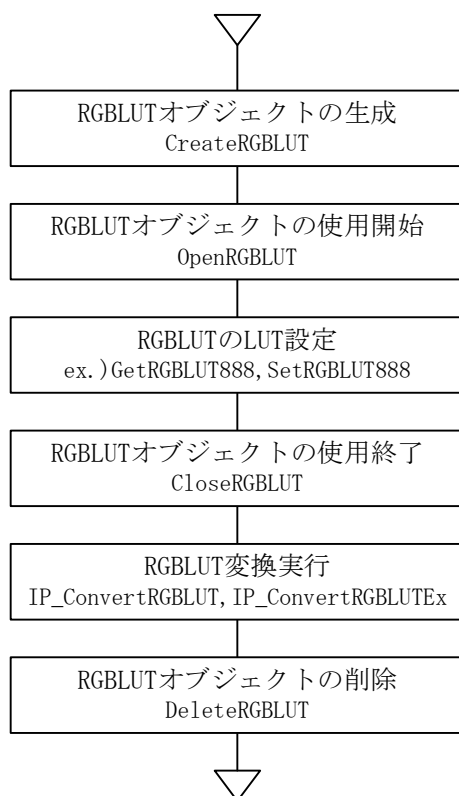 RGBLUTオブジェクトの生成
CreateRGBLUT
RGBLUTオブジェクトの使用開始
OpenRGBLUT
RGBLUTのLUT設定
ex.)GetRGBLUT888,SetRGBLUT888
RGBLUTオブジェクトの使用終了
CloseRGBLUT
RGBLUT変換実行
IP_ConvertRGBLUT,IP_ConvertRGBLUTEx
RGBLUTオブジェクトの削除
DeleteRGBLUT